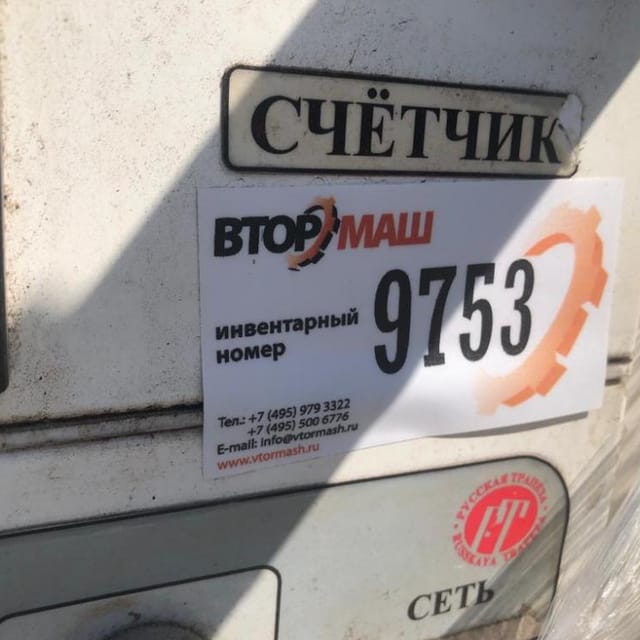 СЧЁТЧИК
ВТОРМАШ
инвентарный
номер
9753
Тел.: +7 (495) 979 3322
+7 (495) 500 6776
E-mail: info@vtormash.ru
www.vtormash.ru
РУССКАЯ ТРАПЕЗА
РТ
RUSSKAYA
СЕТЬ